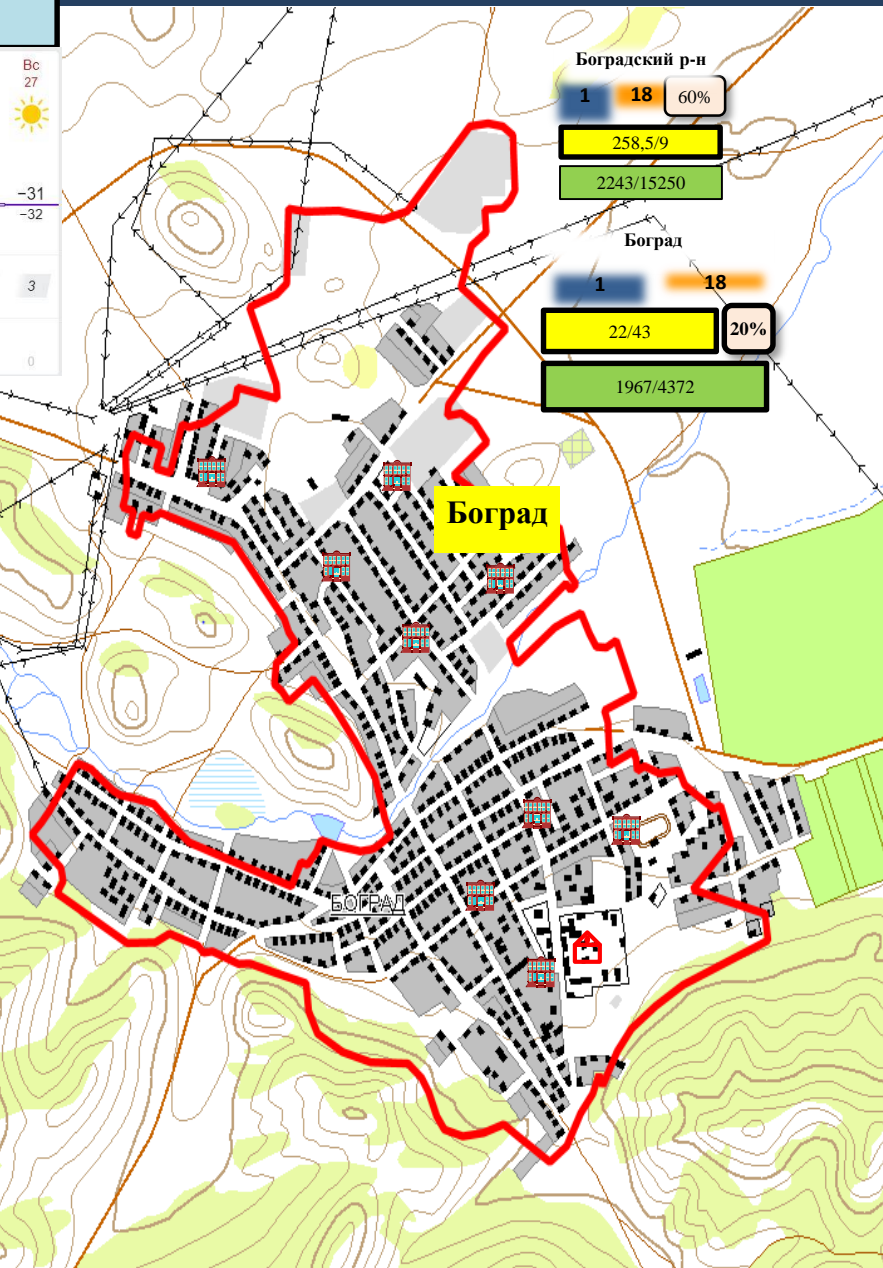 Вс
27
−31
−32
3
0
Боградский р-н
1 18 60%
258,5/9
2243/15250
Боград
1 18
22/43 20%
1967/4372
Боград
БОГРАД